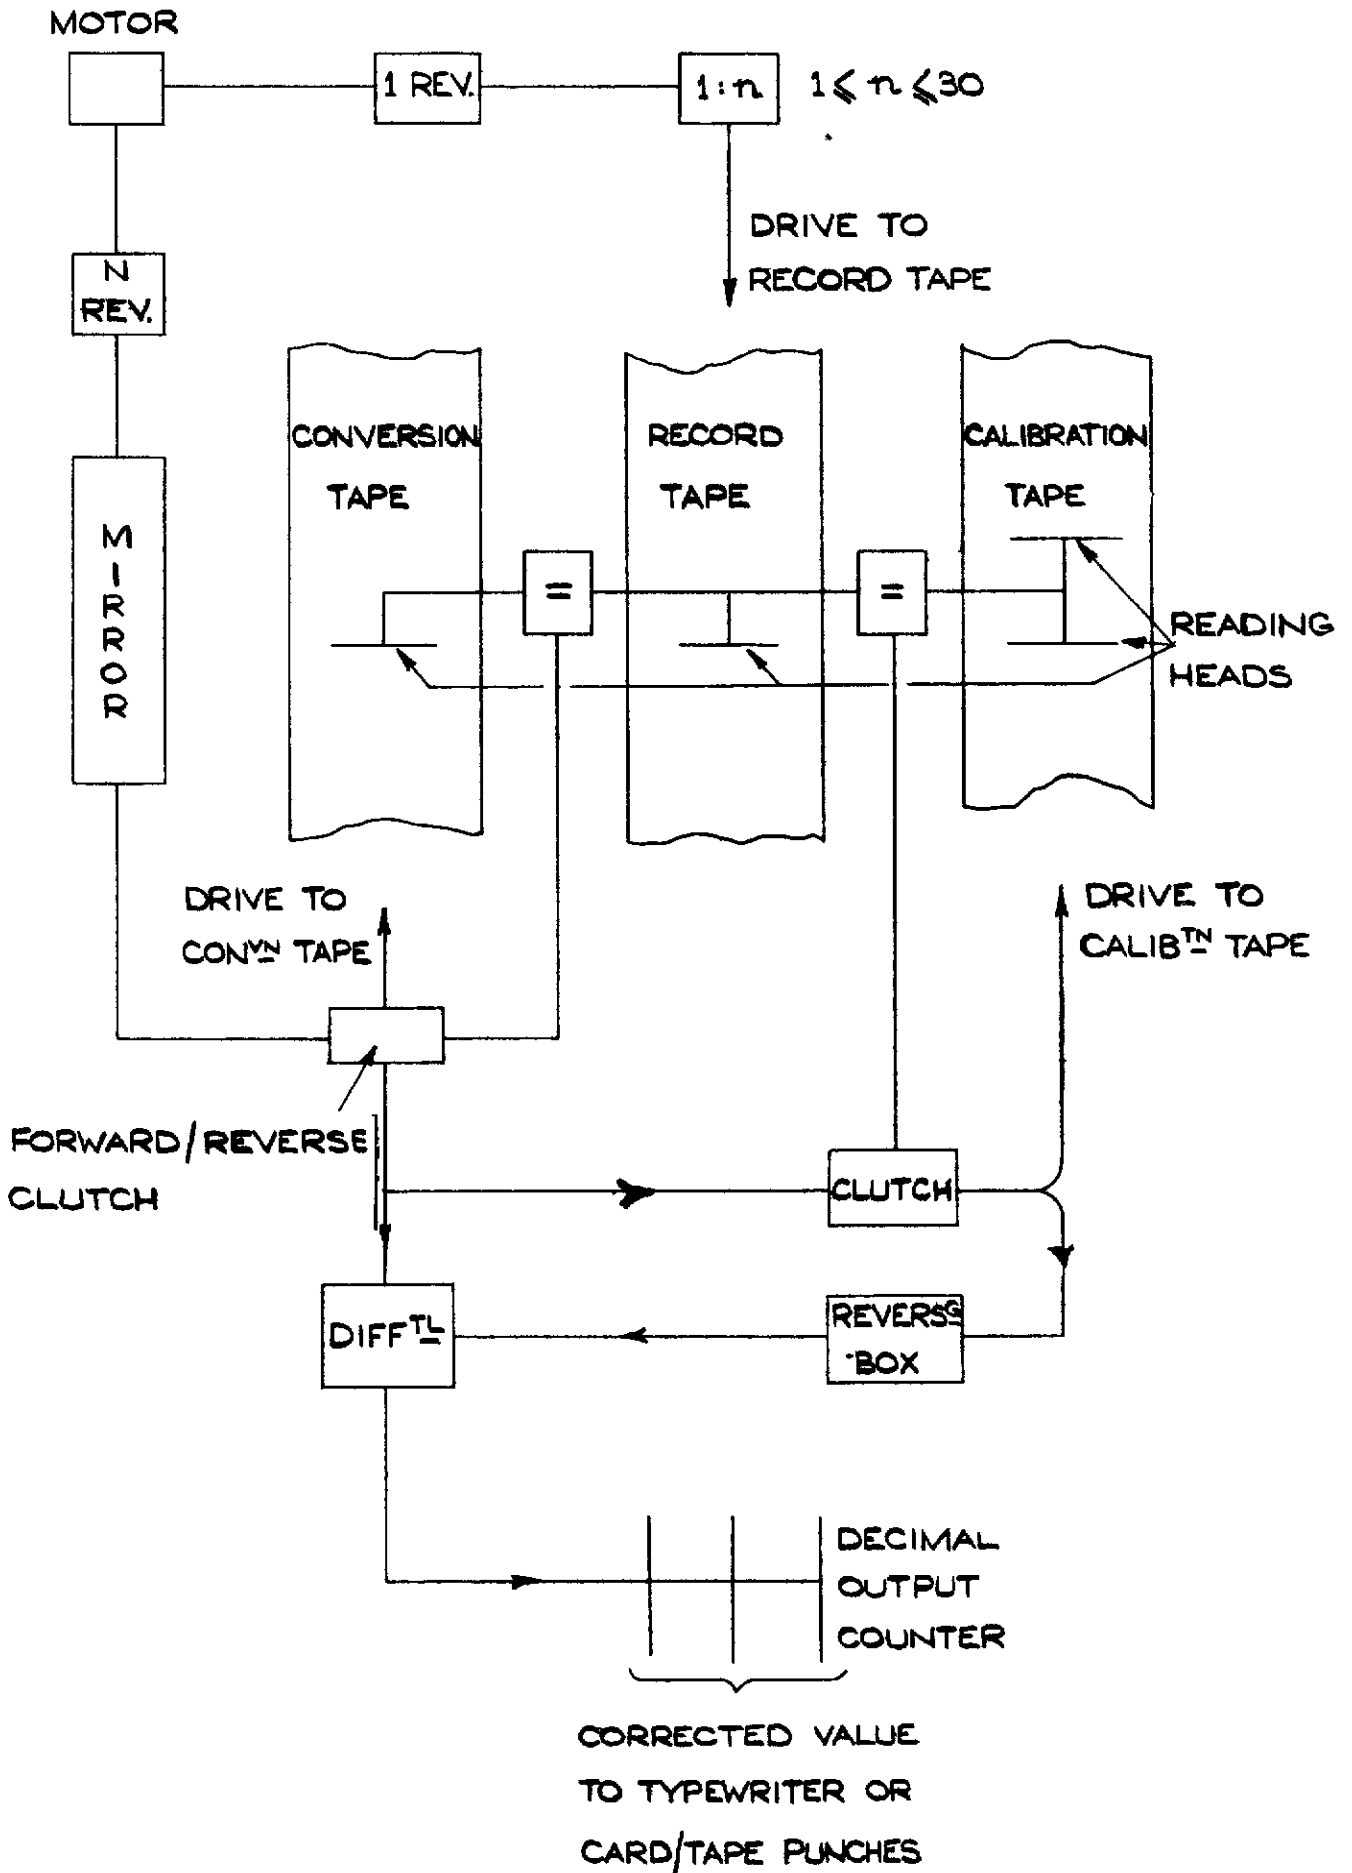 MOTOR
1 REV.
1:n 1 ⩽ n ⩽ 30
DRIVE TO
RECORD TAPE
N
REV.
MIRROR
CONVERSION
TAPE
RECORD
TAPE
CALIBRATION
TAPE
=
=
READING
HEADS
DRIVE TO
CONVN TAPE
DRIVE TO
CALIBTN TAPE
FORWARD/REVERSE
CLUTCH
CLUTCH
DIFFTL
REVERSG
BOX
DECIMAL
OUTPUT
COUNTER
CORRECTED VALUE
TO TYPEWRITER OR
CARD/TAPE PUNCHES